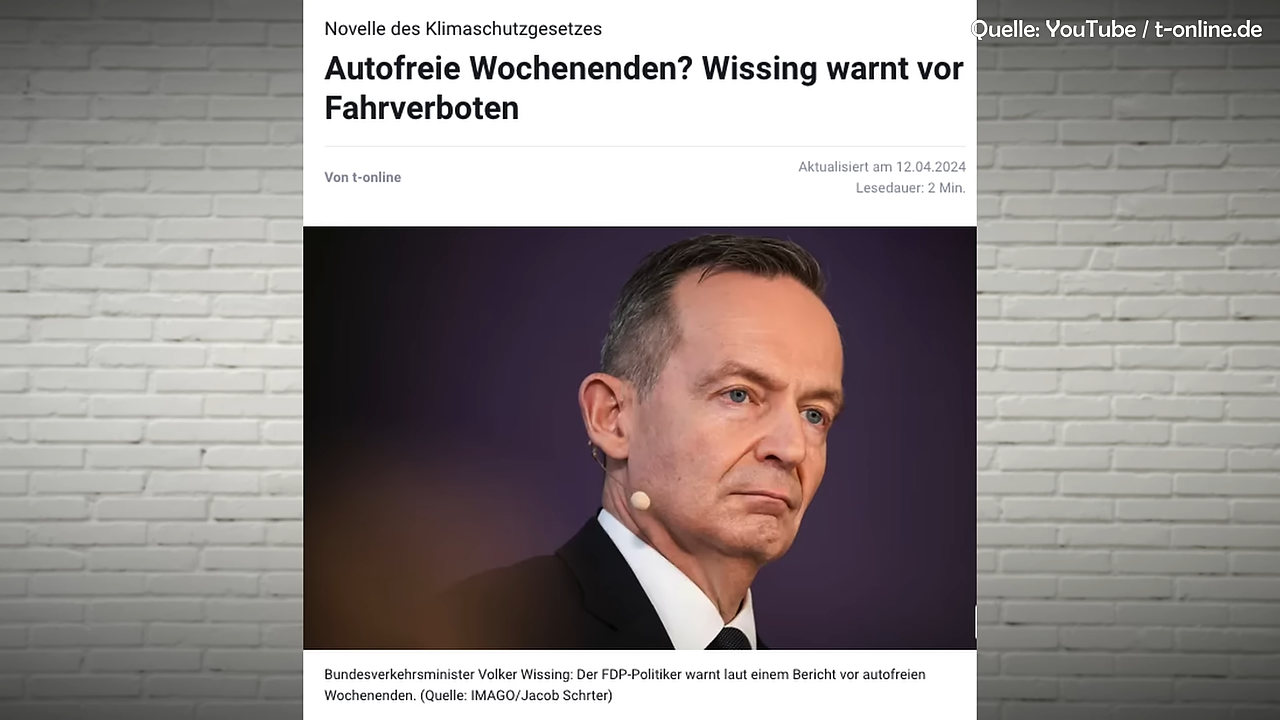 Novelle des Klimaschutzgesetzes
Quelle: YouTube / t-online.de
Autofreie Wochenenden? Wissing warnt vor
Fahrverboten
Von t-online
Aktualisiert am 12.04.2024
Lesedauer: 2 Min.
Bundesverkehrsminister Volker Wissing: Der FDP-Politiker warnt laut einem Bericht vor autofreien
Wochenenden. (Quelle: IMAGO/Jacob Schrter)